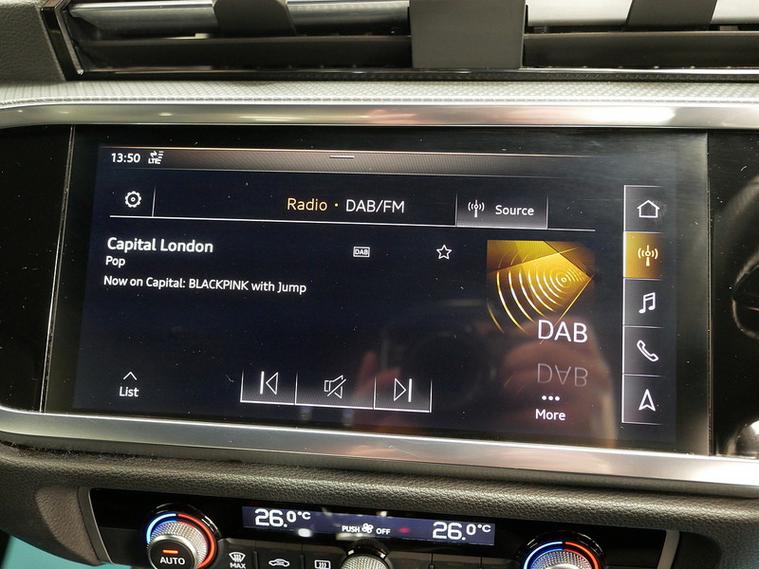 13:50 LTE
Radio · DAB/FM
Source
Capital London
DAB
Pop
Now on Capital: BLACKPINK with Jump
DAB
List
More
26.0°C
PUSH OFF
26.0°C
AUTO
MAX